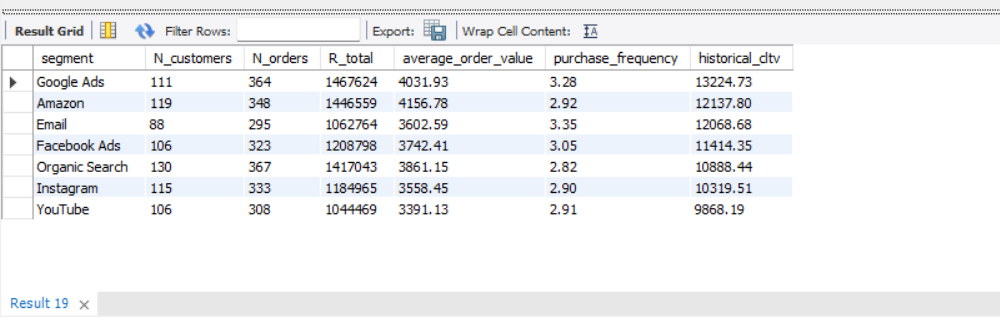 Result Grid Filter Rows: Export: Wrap Cell Content: IA
segment N_customers N_orders R_total average_order_value purchase_frequency historical_cltv
Google Ads 111 364 1467624 4031.93 3.28 13224.73
Amazon 119 348 1446559 4156.78 2.92 12137.80
Email 88 295 1062764 3602.59 3.35 12068.68
Facebook Ads 106 323 1208798 3742.41 3.05 11414.35
Organic Search 130 367 1417043 3861.15 2.82 10888.44
Instagram 115 333 1184965 3558.45 2.90 10319.51
YouTube 106 308 1044469 3391.13 2.91 9868.19
Result 19